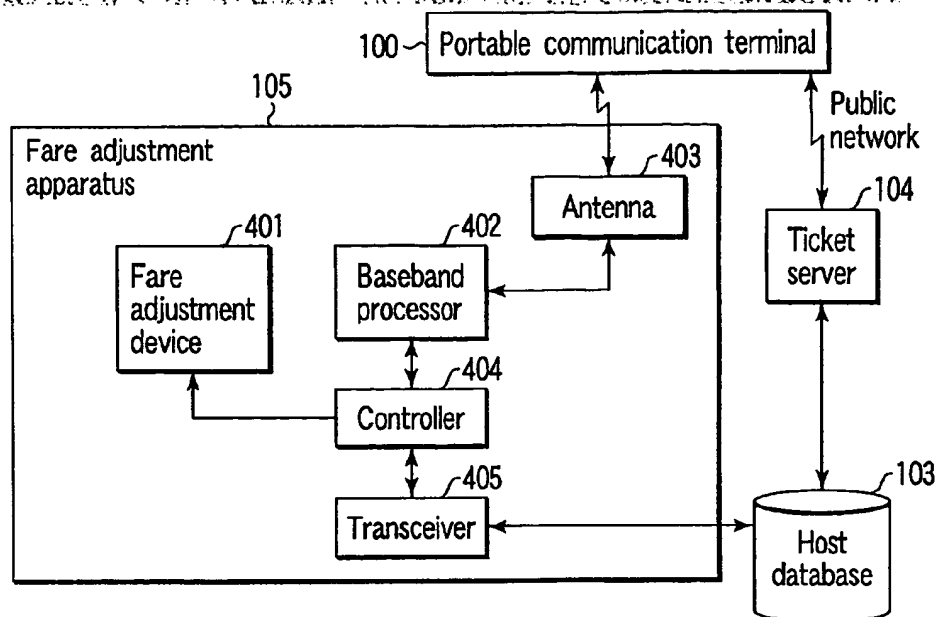 100
Portable communication terminal
105
Public
network
Fare adjustment
apparatus
403
Antenna
104
Ticket
server
401
Fare
adjustment
device
402
Baseband
processor
404
Controller
405
Transceiver
103
Host
database